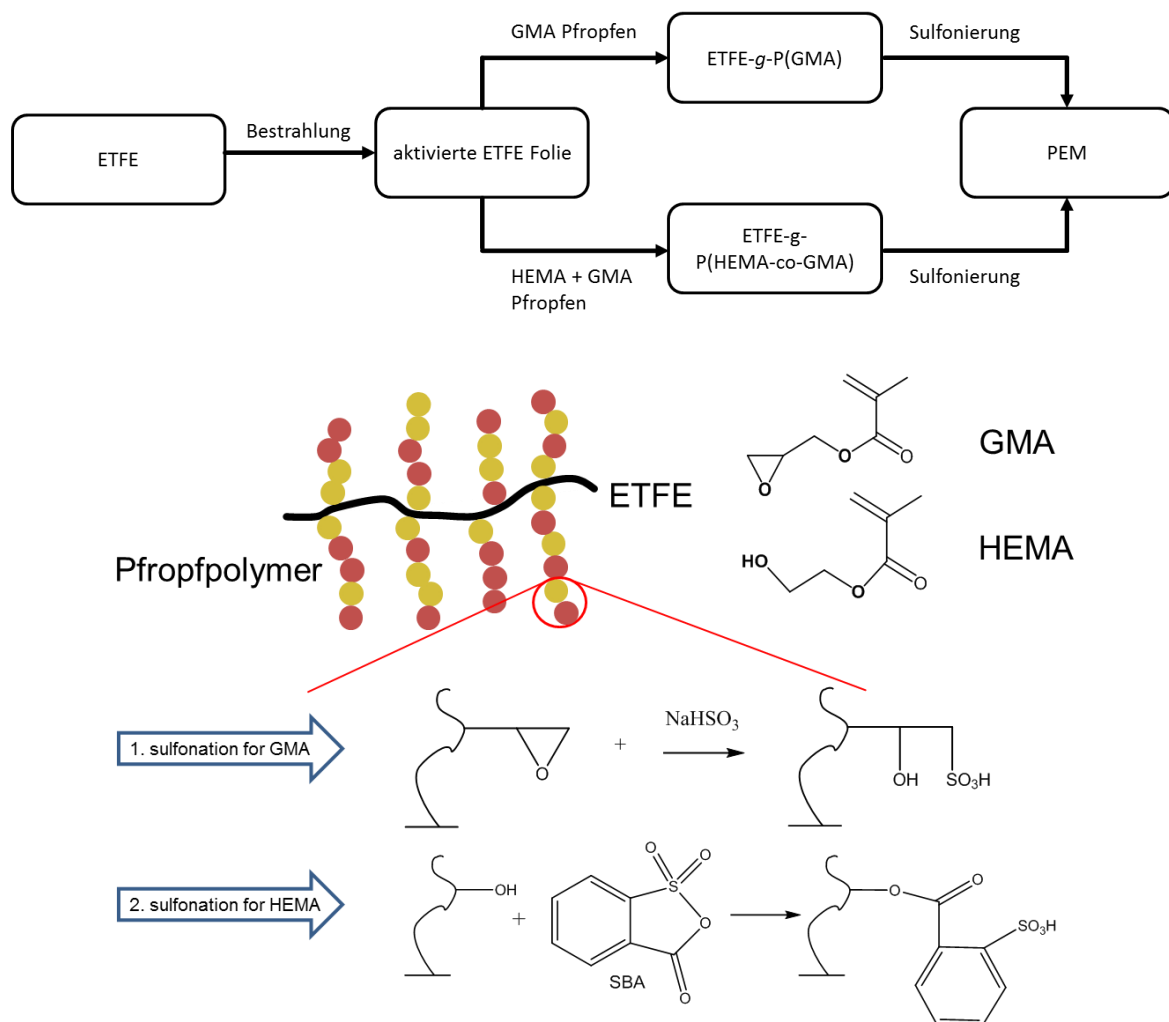 GMA Pfropfen
ETFE-g-P(GMA)
Sulfonierung
ETFE
Bestrahlung
aktivierte ETFE Folie
PEM
HEMA + GMA
Pfropfen
ETFE-g-
P(HEMA-co-GMA)
Sulfonierung
ETFE
Pfropfpolymer
O
O
O
GMA
HO
O
O
HEMA
1. sulfonation for GMA
O
+
NaHSO3
OH
SO3H
2. sulfonation for HEMA
OH
+
O
O
S
O
O
SBA
O
O
SO3H